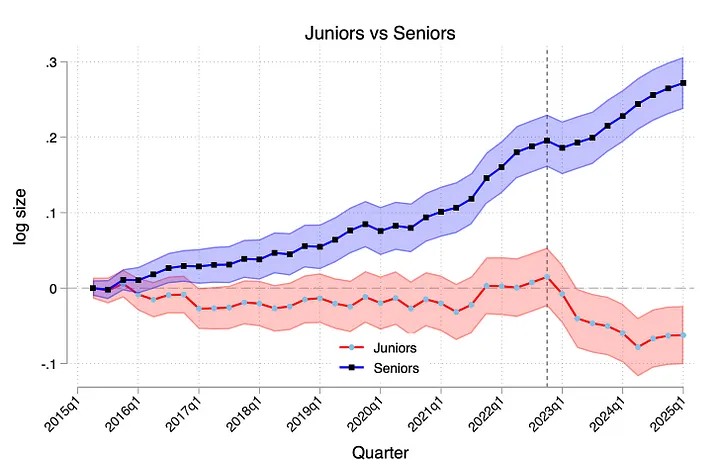 Juniors vs Seniors
.3
.2
.1
0
-.1
log size
Juniors
Seniors
2015q1
2016q1
2017q1
2018q1
2019q1
2020q1
2021q1
2022q1
2023q1
2024q1
2025q1
Quarter